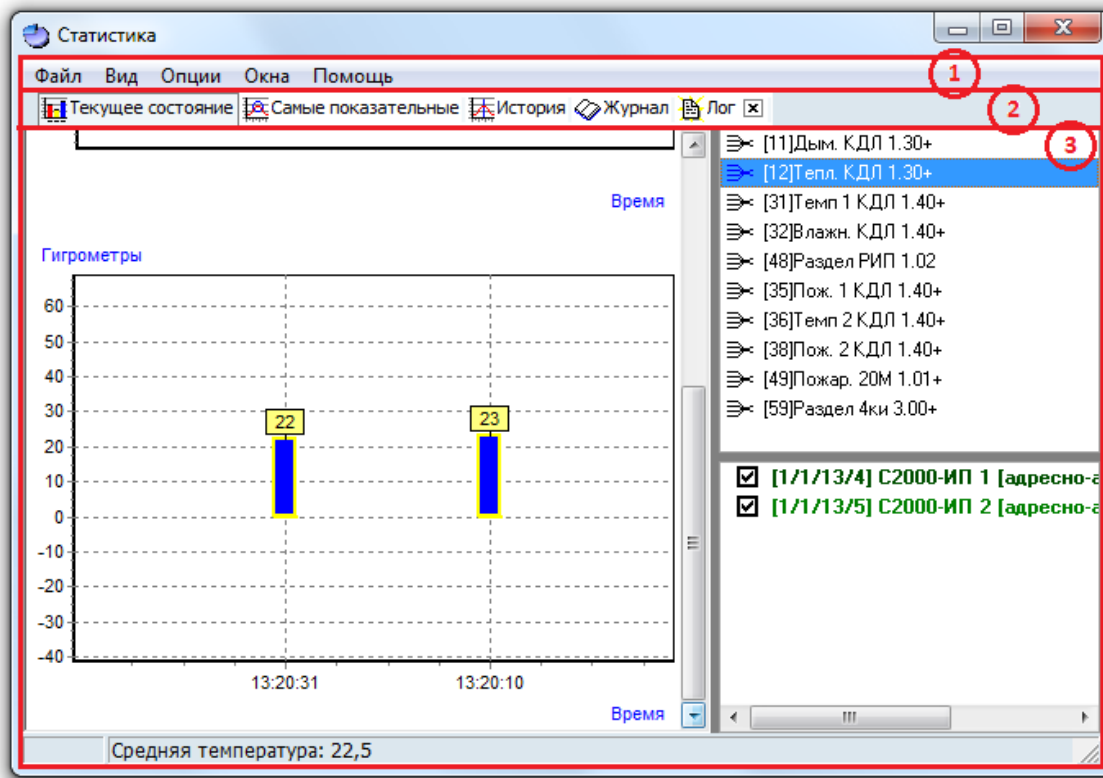 Статистика
Файл Вид Опции Окна Помощь
1
Текущее состояние Самые показательные История Журнал Лог
2
3
Время
Гигрометры
60
50
40
30
20
10
0
-10
-20
-30
-40
22
23
13:20:31 13:20:10
Время
[11]Дым. КДЛ 1.30+
[12]Тепл. КДЛ 1.30+
[31]Темп 1 КДЛ 1.40+
[32]Влажн. КДЛ 1.40+
[48]Раздел РИП 1.02
[35]Пож. 1 КДЛ 1.40+
[36]Темп 2 КДЛ 1.40+
[38]Пож. 2 КДЛ 1.40+
[49]Пожар. 20М 1.01+
[59]Раздел 4ки 3.00+
[1/1/13/4] С2000-ИП 1 [адресно-а
[1/1/13/5] С2000-ИП 2 [адресно-а
Средняя температура: 22,5